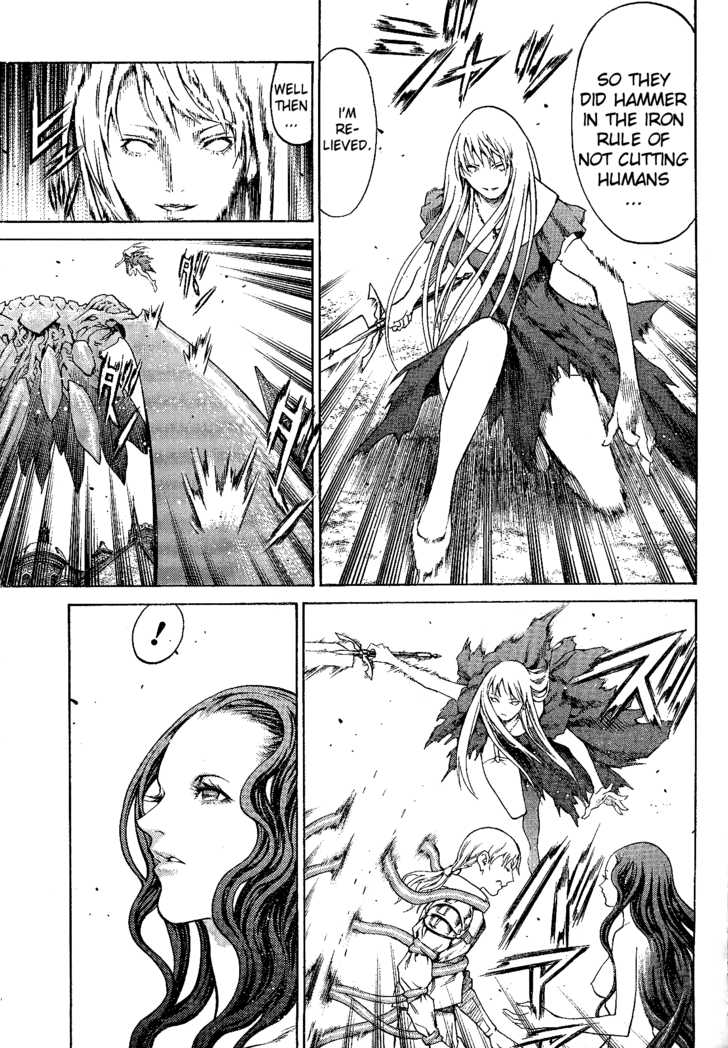 SO THEY
DID HAMMER
IN THE IRON
RULE OF
NOT CUTTING
HUMANS
...
I'M
RE-
LIEVED..
WELL
THEN
...
!